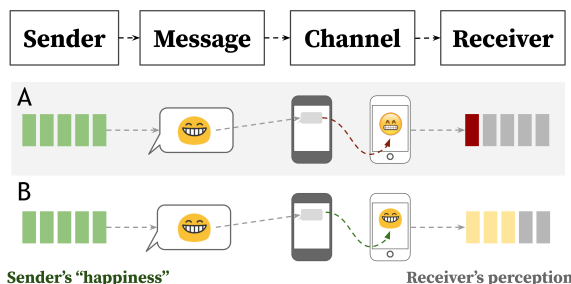 Sender Message Channel Receiver
A
B
Sender's “happiness” Receiver's perception